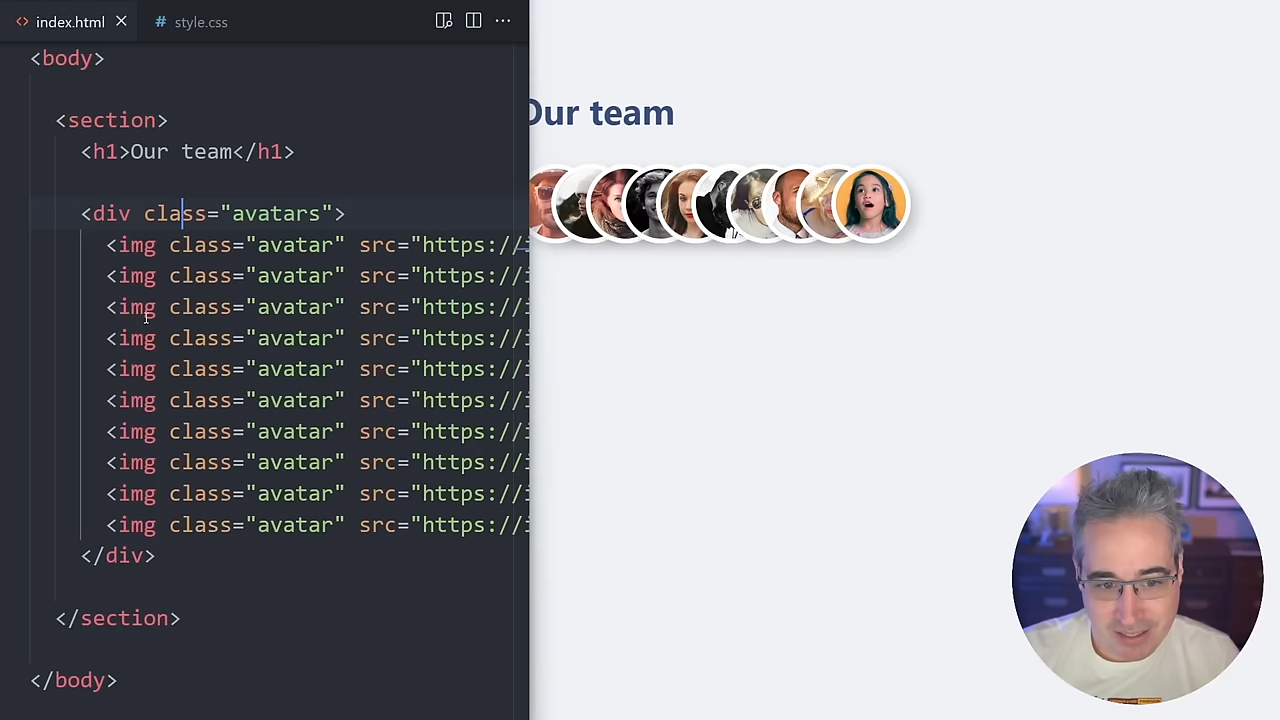 index.html
style.css
<body>
<section>
<h1>Our team</h1>
<div class="avatars">
<img class="avatar" src="https://i
<img class="avatar" src="https://i
<img class="avatar" src="https://i
<img class="avatar" src="https://i
<img class="avatar" src="https://i
<img class="avatar" src="https://i
<img class="avatar" src="https://i
<img class="avatar" src="https://i
<img class="avatar" src="https://i
<img class="avatar" src="https://i
</div>
</section>
</body>
Our team